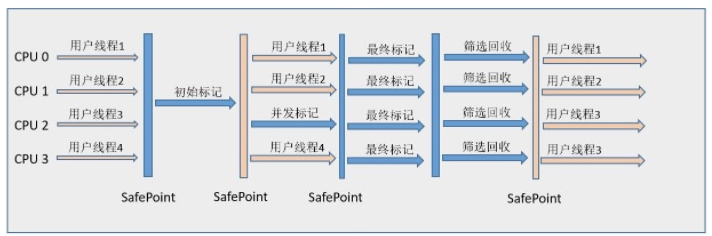 CPU 0 用户线程1 用户线程1 最终标记 筛选回收 用户线程1
CPU 1 用户线程2 初始标记 用户线程2 最终标记 筛选回收 用户线程2
CPU 2 用户线程3 并发标记 最终标记 筛选回收 用户线程3
CPU 3 用户线程4 用户线程4 最终标记 筛选回收 用户线程3
SafePoint SafePoint SafePoint SafePoint